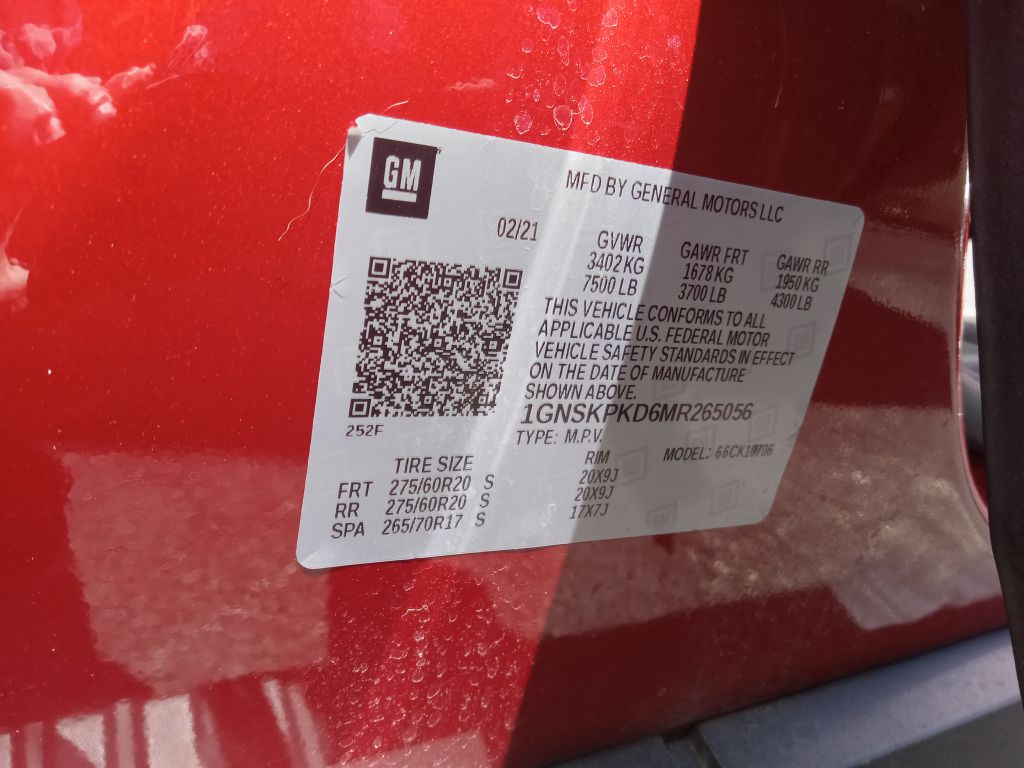 GM
MFD BY GENERAL MOTORS LLC
02/21
GVWR GAWR FRT GAWR RR
3402 KG 1678 KG 1950 KG
7500 LB 3700 LB 4300 LB
THIS VEHICLE CONFORMS TO ALL
APPLICABLE U.S. FEDERAL MOTOR
VEHICLE SAFETY STANDARDS IN EFFECT
ON THE DATE OF MANUFACTURE
SHOWN ABOVE.
1GNSKPKD6MR265056
252F
TYPE: M.P.V.
MODEL: 66CK10706
TIRE SIZE RIM
FRT 275/60R20 S 20X9J
RR 275/60R20 S 20X9J
SPA 265/70R17 S 17X7J